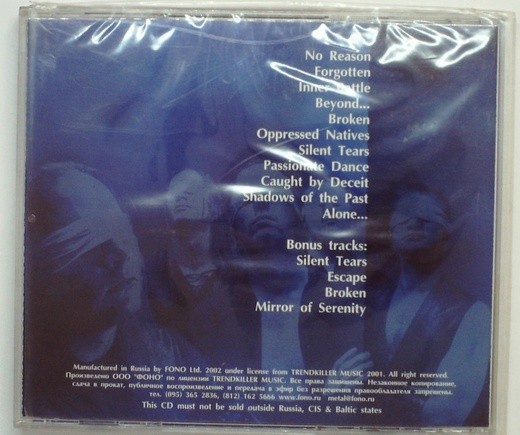 No Reason
Forgotten
Inner Battle
Beyond...
Broken
Oppressed Natives
Silent Tears
Passionate Dance
Caught by Deceit
Shadows of the Past
Alone...
Bonus tracks:
Silent Tears
Escape
Broken
Mirror of Serenity
Manufactured in Russia by FONO Ltd. 2002 under license from TRENDKILLER MUSIC 2001. All right reserved.
Произведено ООО "ФОНО" по лицензии TRENDKILLER MUSIC. Все права защищены. Незаконное копирование,
сдача в прокат, публичное воспроизведение и передача в эфир без разрешения правообладателя запрещены.
тел. (095) 365 2836, (812) 162 5666 www.fono.ru metal@fono.ru
This CD must not be sold outside Russia, CIS & Baltic states